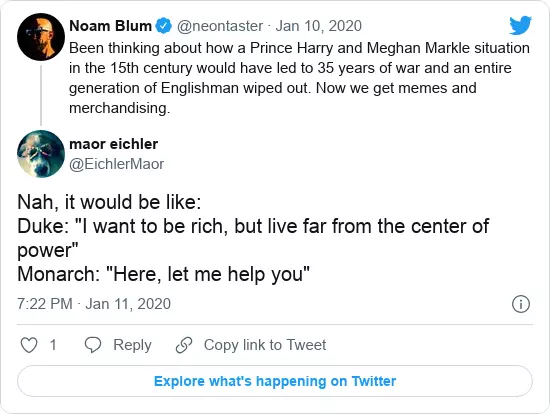 Noam Blum @neontaster · Jan 10, 2020
Been thinking about how a Prince Harry and Meghan Markle situation
in the 15th century would have led to 35 years of war and an entire
generation of Englishman wiped out. Now we get memes and
merchandising.
maor eichler
@EichlerMaor
Nah, it would be like:
Duke: "I want to be rich, but live far from the center of
power"
Monarch: "Here, let me help you"
7:22 PM · Jan 11, 2020
1 Reply Copy link to Tweet
Explore what's happening on Twitter